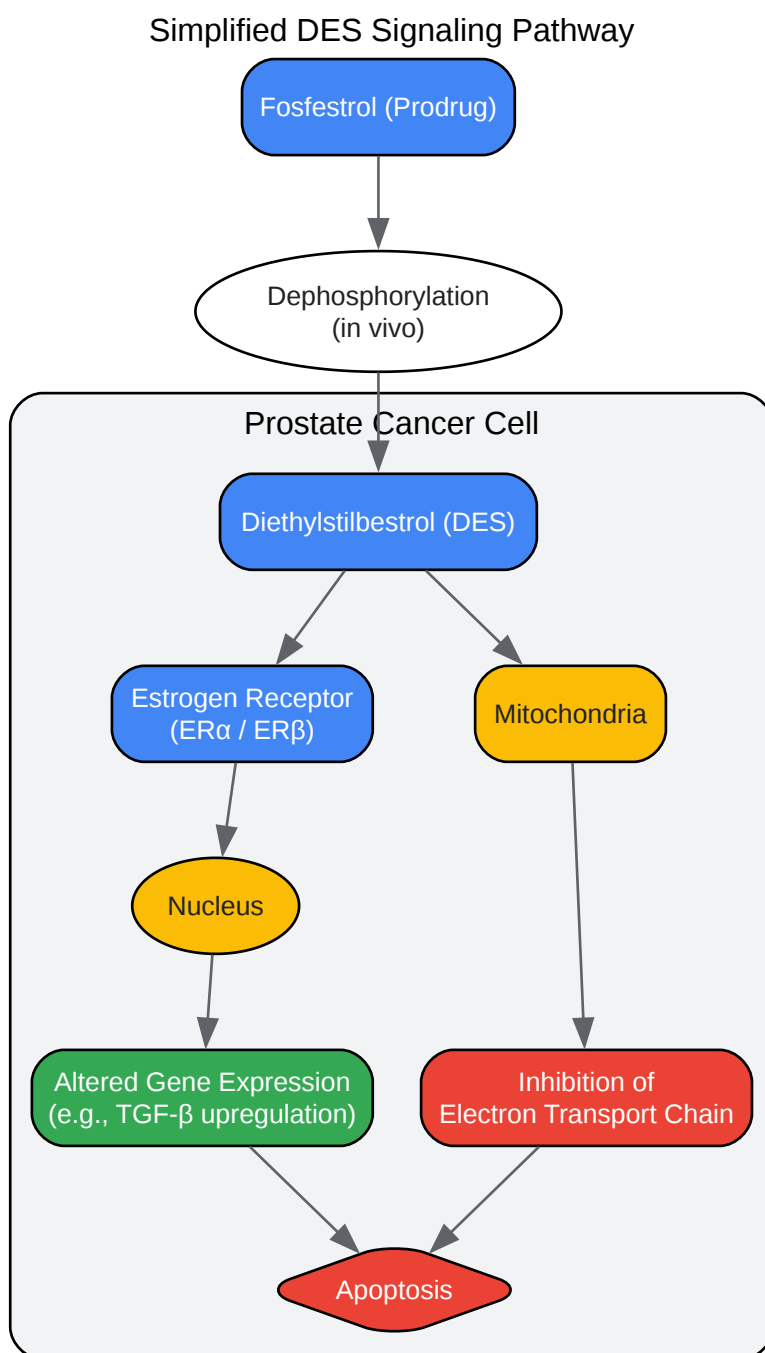 Simplified DES Signaling Pathway
Fosfestrol (Prodrug)
Dephosphorylation
(in vivo)
Prostate Cancer Cell
Diethylstilbestrol (DES)
Estrogen Receptor
(ERα / ERβ)
Mitochondria
Nucleus
Altered Gene Expression
(e.g., TGF-β upregulation)
Inhibition of
Electron Transport Chain
Apoptosis